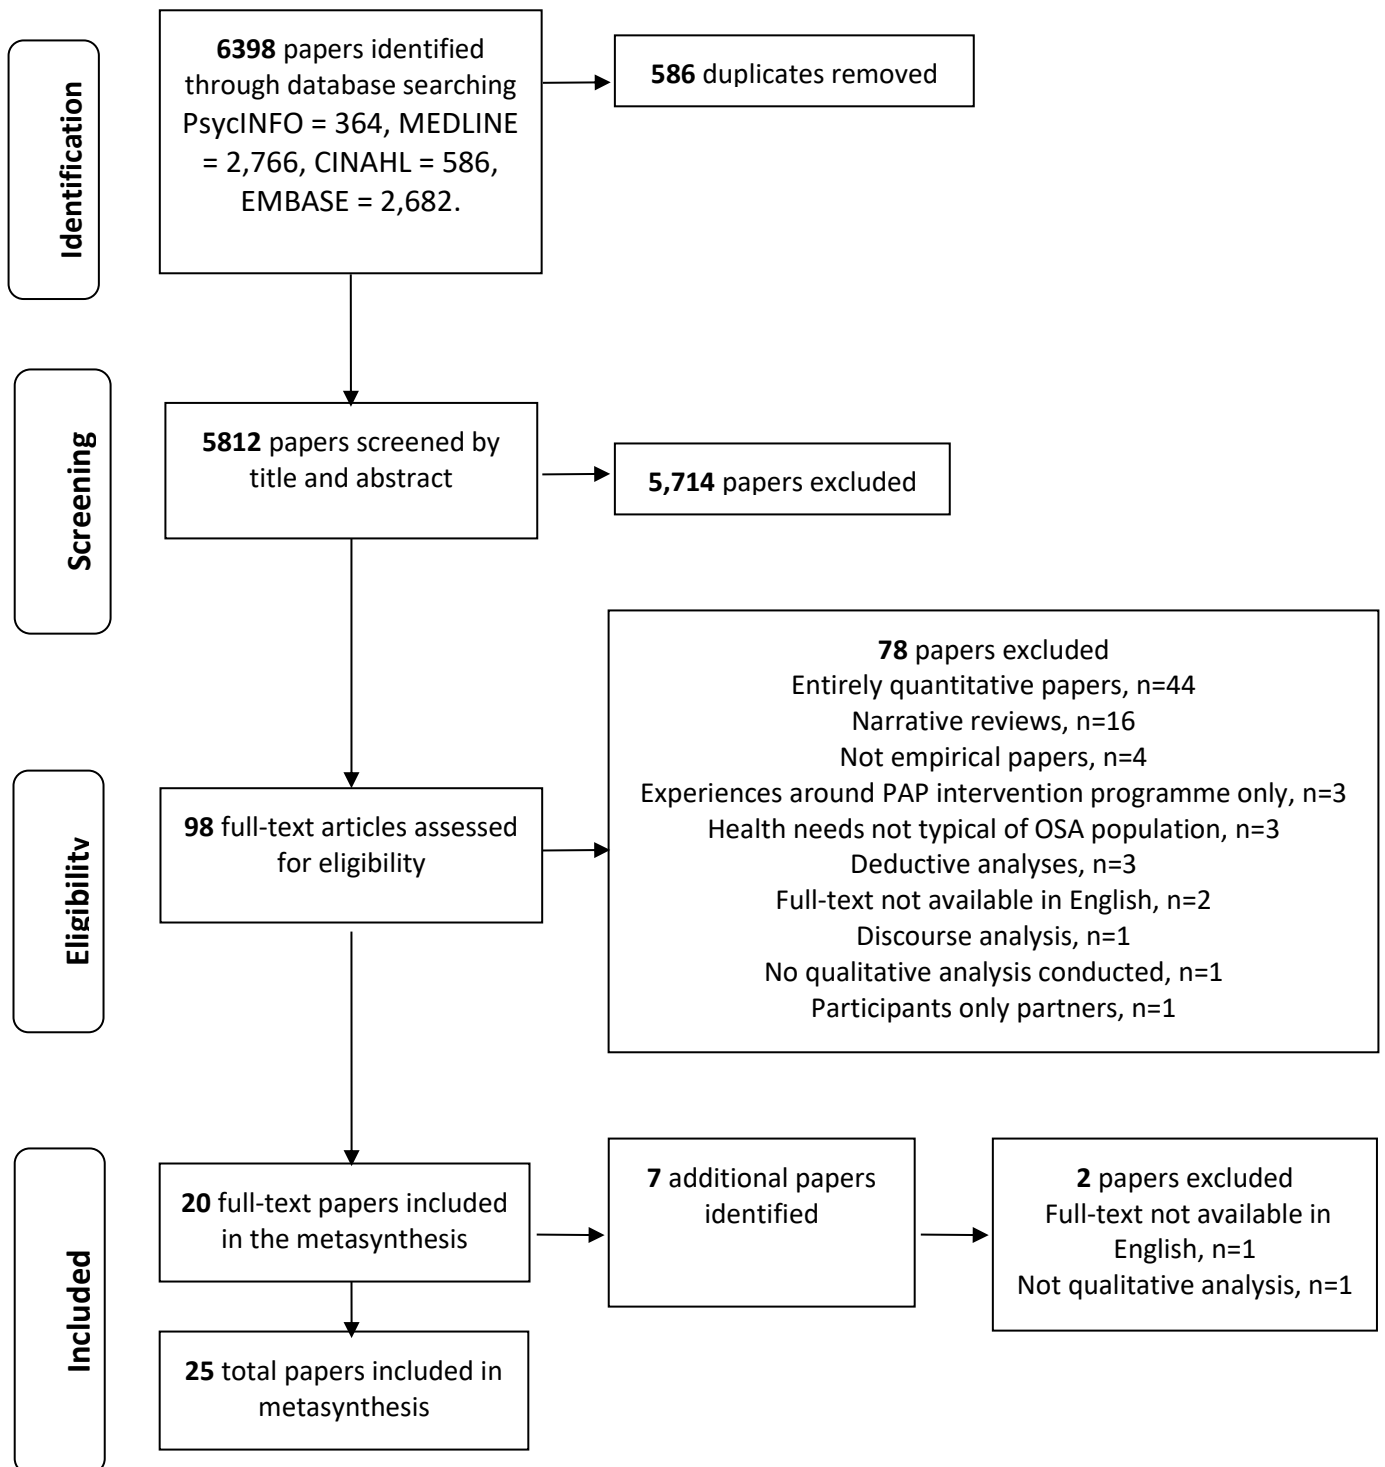 Identification
6398 papers identified
through database searching
PsycINFO = 364, MEDLINE
= 2,766, CINAHL = 586,
EMBASE = 2,682.
586 duplicates removed
Screening
5812 papers screened by
title and abstract
5,714 papers excluded
Eligibility
98 full-text articles assessed
for eligibility
78 papers excluded
Entirely quantitative papers, n=44
Narrative reviews, n=16
Not empirical papers, n=4
Experiences around PAP intervention programme only, n=3
Health needs not typical of OSA population, n=3
Deductive analyses, n=3
Full-text not available in English, n=2
Discourse analysis, n=1
No qualitative analysis conducted, n=1
Participants only partners, n=1
Included
20 full-text papers included
in the metasynthesis
7 additional papers
identified
2 papers excluded
Full-text not available in
English, n=1
Not qualitative analysis, n=1
25 total papers included in
metasynthesis